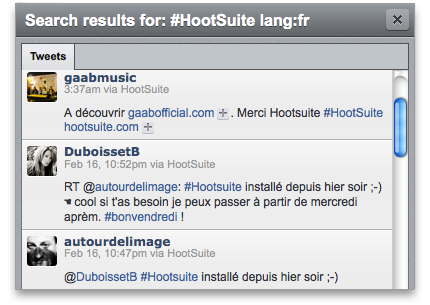 Search results for: #HootSuite lang:fr
Tweets
gaabmusic
3:37am via HootSuite
A découvrir gaabofficial.com . Merci Hootsuite #HootSuite
hootsuite.com
DuboissetB
Feb 16, 10:52pm via HootSuite
RT @autourdelimage: #Hootsuite installé depuis hier soir ;-)
☚ cool si t'as besoin je peux passer à partir de mercredi
aprèm. #bonvendredi !
autourdelimage
Feb 16, 10:47pm via HootSuite
@DuboissetB #Hootsuite installé depuis hier soir ;-)